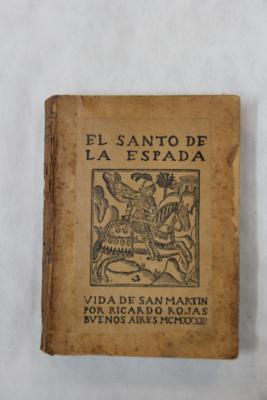 EL SANTO DE
LA ESPADA
VIDA DE SAN MARTIN
POR RICARDO ROJAS
BVENOS AIRES MCMXXXIII